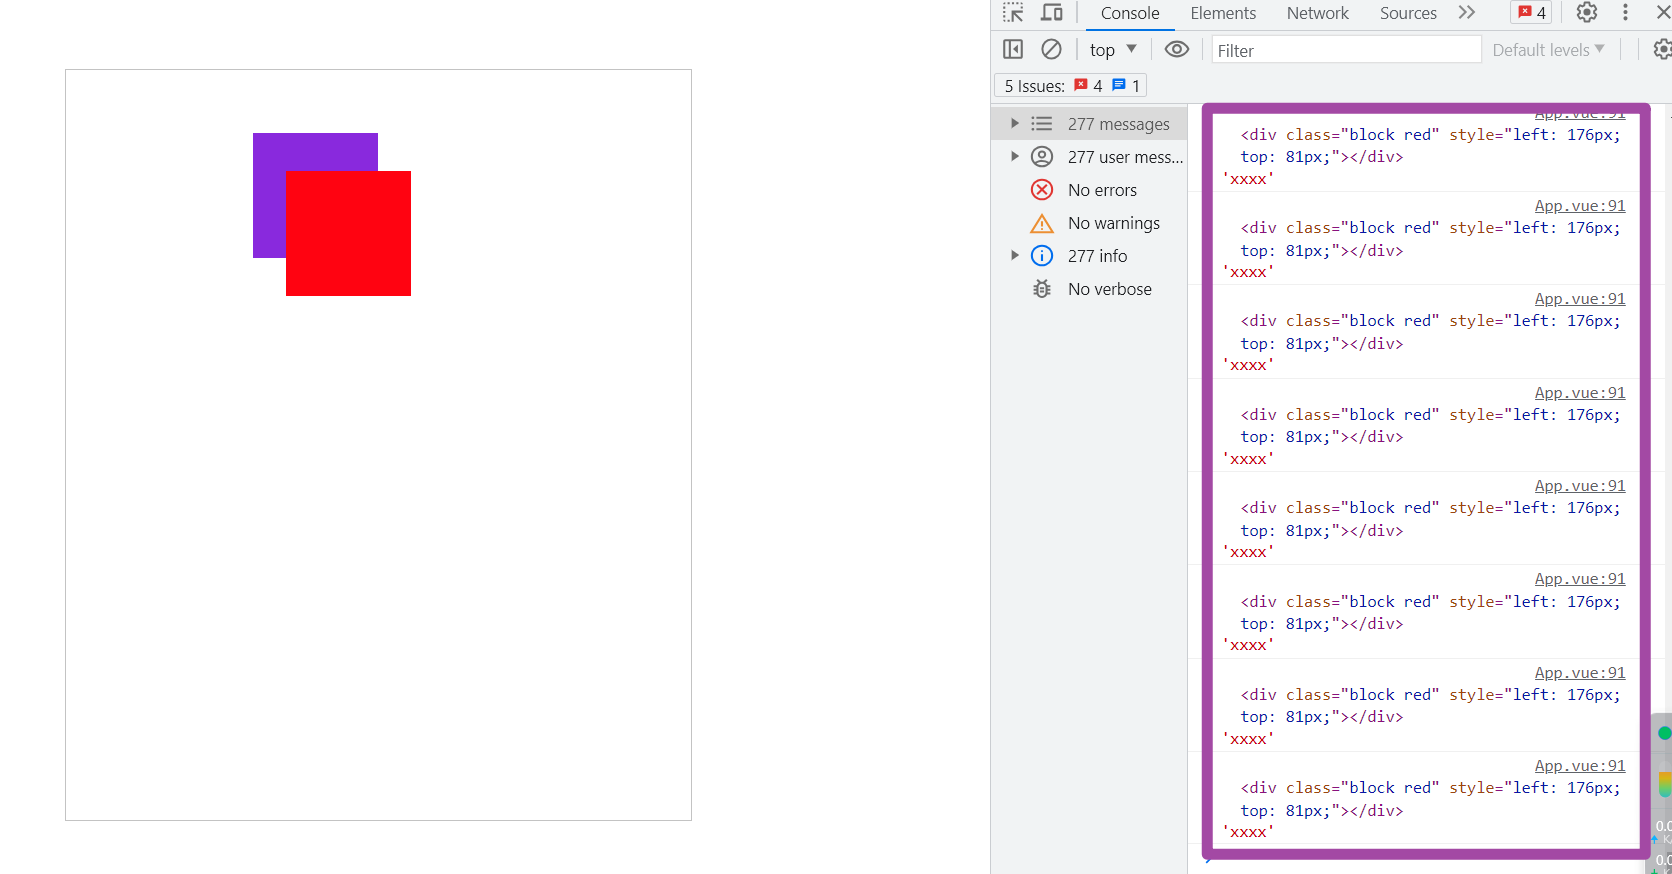 Console Elements Network Sources 4
top Filter Default levels
5 Issues: 4 1
277 messages
277 user mess...
No errors
No warnings
277 info
No verbose
App.vue:91
<div class="block red" style="left: 176px;
top: 81px;"></div>
'xxxx'
App.vue:91
<div class="block red" style="left: 176px;
top: 81px;"></div>
'xxxx'
App.vue:91
<div class="block red" style="left: 176px;
top: 81px;"></div>
'xxxx'
App.vue:91
<div class="block red" style="left: 176px;
top: 81px;"></div>
'xxxx'
App.vue:91
<div class="block red" style="left: 176px;
top: 81px;"></div>
'xxxx'
App.vue:91
<div class="block red" style="left: 176px;
top: 81px;"></div>
'xxxx'
App.vue:91
<div class="block red" style="left: 176px;
top: 81px;"></div>
'xxxx'
App.vue:91
<div class="block red" style="left: 176px;
top: 81px;"></div>
'xxxx'